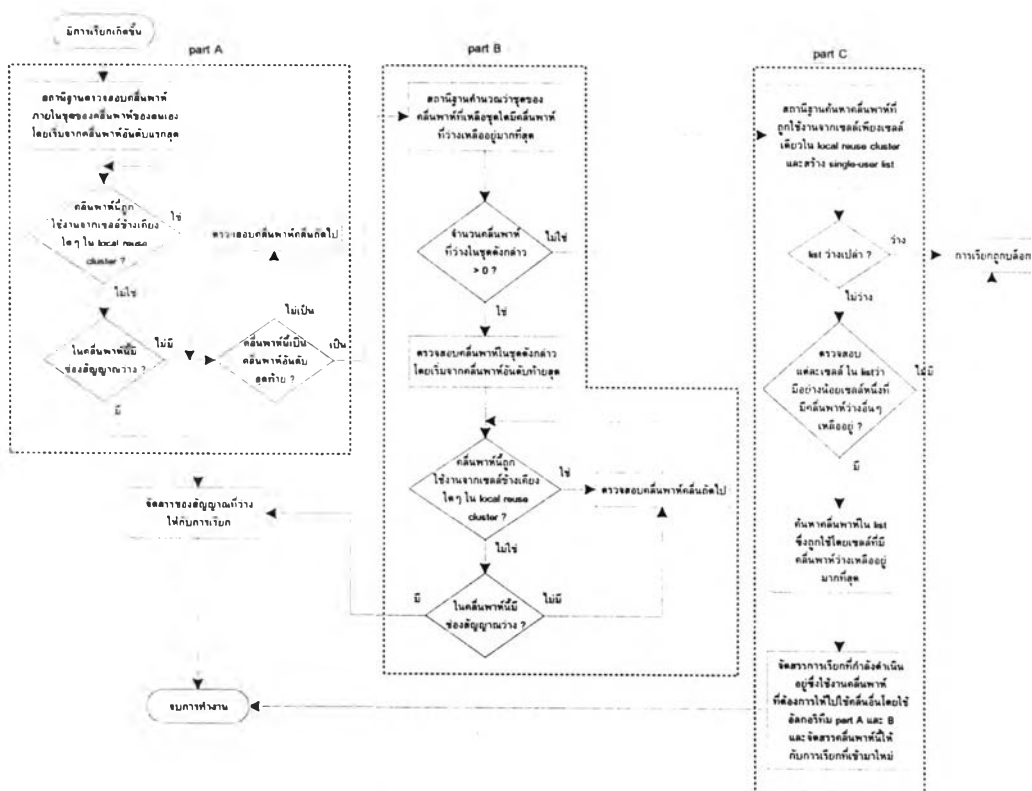 มีการเรียกเกิดขึ้น
part A
สถานีฐานตรวจสอบคลื่นพาห์
ภายในชุดของคลื่นพาห์ของตนเอง
โดยเริ่มจากคลื่นพาห์อันดับแรกสุด
คลื่นพาห์นี้ถูก
ใช้งานจากเซลล์ข้างเคียง
ใดๆ ใน local reuse
cluster ?
ใช่
ตรวจสอบคลื่นพาห์คลื่นถัดไป
ไม่ใช่
ในคลื่นพาห์นี้มี
ช่องสัญญาณว่าง ?
ไม่มี
มี
ไม่เป็น
คลื่นพาห์นี้เป็น
คลื่นพาห์อันดับ
สุดท้าย ?
เป็น
จัดสรรช่องสัญญาณที่ว่าง
ให้กับการเรียก
จบการทำงาน
part B
สถานีฐานคำนวณว่าชุดของ
คลื่นพาห์ที่เหลือชุดใดมีคลื่นพาห์
ที่ว่างเหลืออยู่มากที่สุด
จำนวนคลื่นพาห์
ที่ว่างในชุดดังกล่าว
> 0 ?
ไม่ใช่
ใช่
ตรวจสอบคลื่นพาห์ในชุดดังกล่าว
โดยเริ่มจากคลื่นพาห์อันดับท้ายสุด
คลื่นพาห์นี้ถูก
ใช้งานจากเซลล์ข้างเคียง
ใดๆ ใน local reuse
cluster ?
ใช่
ตรวจสอบคลื่นพาห์คลื่นถัดไป
ไม่ใช่
ในคลื่นพาห์นี้มี
ช่องสัญญาณว่าง ?
มี
ไม่มี
part C
สถานีฐานค้นหาคลื่นพาห์ที่
ถูกใช้งานจากเซลล์เพียงเซลล์
เดียวใน local reuse cluster
และสร้าง single-user list
list ว่างเปล่า ?
ว่าง
การเรียกถูกบล็อก
ไม่ว่าง
ตรวจสอบ
แต่ละเซลล์ ใน listว่า
มีอย่างน้อยเซลล์หนึ่งที่
มีคลื่นพาห์ว่างอื่นๆ
เหลืออยู่ ?
ไม่มี
มี
ค้นหาคลื่นพาห์ใน list
ซึ่งถูกใช้โดยเซลล์ที่มี
คลื่นพาห์ว่างเหลืออยู่
มากที่สุด
จัดสรรการเรียกที่กำลังดำเนิน
อยู่ซึ่งใช้งานคลื่นพาห์
ที่ต้องการให้ไปใช้คลื่นอื่นโดยใช้
อัลกอริทึม part A และ B
และจัดสรรคลื่นพาห์นี้ให้
กับการเรียกที่เข้ามาใหม่